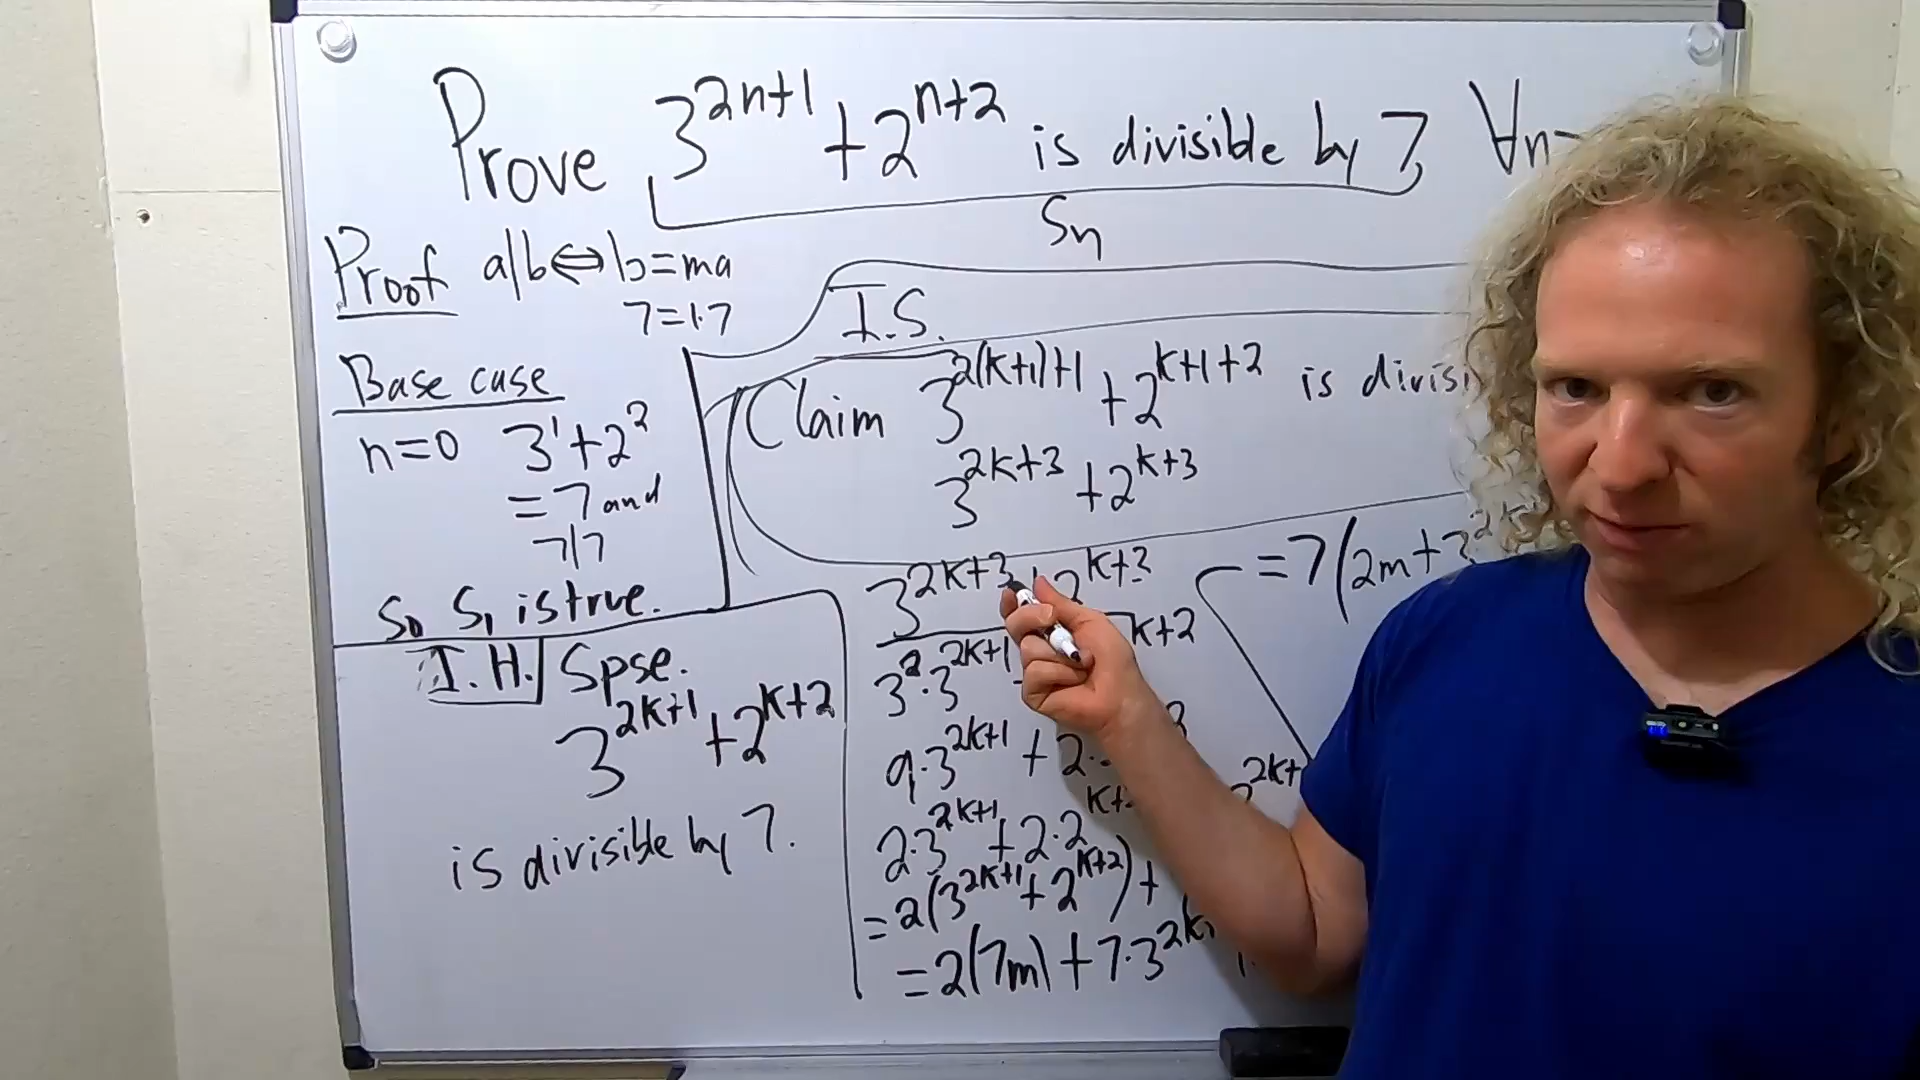 Prove 3^{2n+1} + 2^{n+2} is divisible by 7 ∀n
Sn
Proof a|b ⟺ b=ma
7=1·7
Base case
n=0 3^1+2^2
=7 and
7|7
So S_1 is true.
I.H. Spse.
3^{2k+1} + 2^{k+2}
is divisible by 7.
I.S.
Claim 3^{2(k+1)+1} + 2^{k+1+2} is
3^{2k+3} + 2^{k+3}
3^{2k+3} + 2^{k+3}
3^2·3^{2k+1} k+2
9·3^{2k+1} + 2·
2·3^{2k+1} + 2·2
=2(3^{2k+1} + 2^{k+2}) +
=2(7m) + 7·3
=7(2m+3